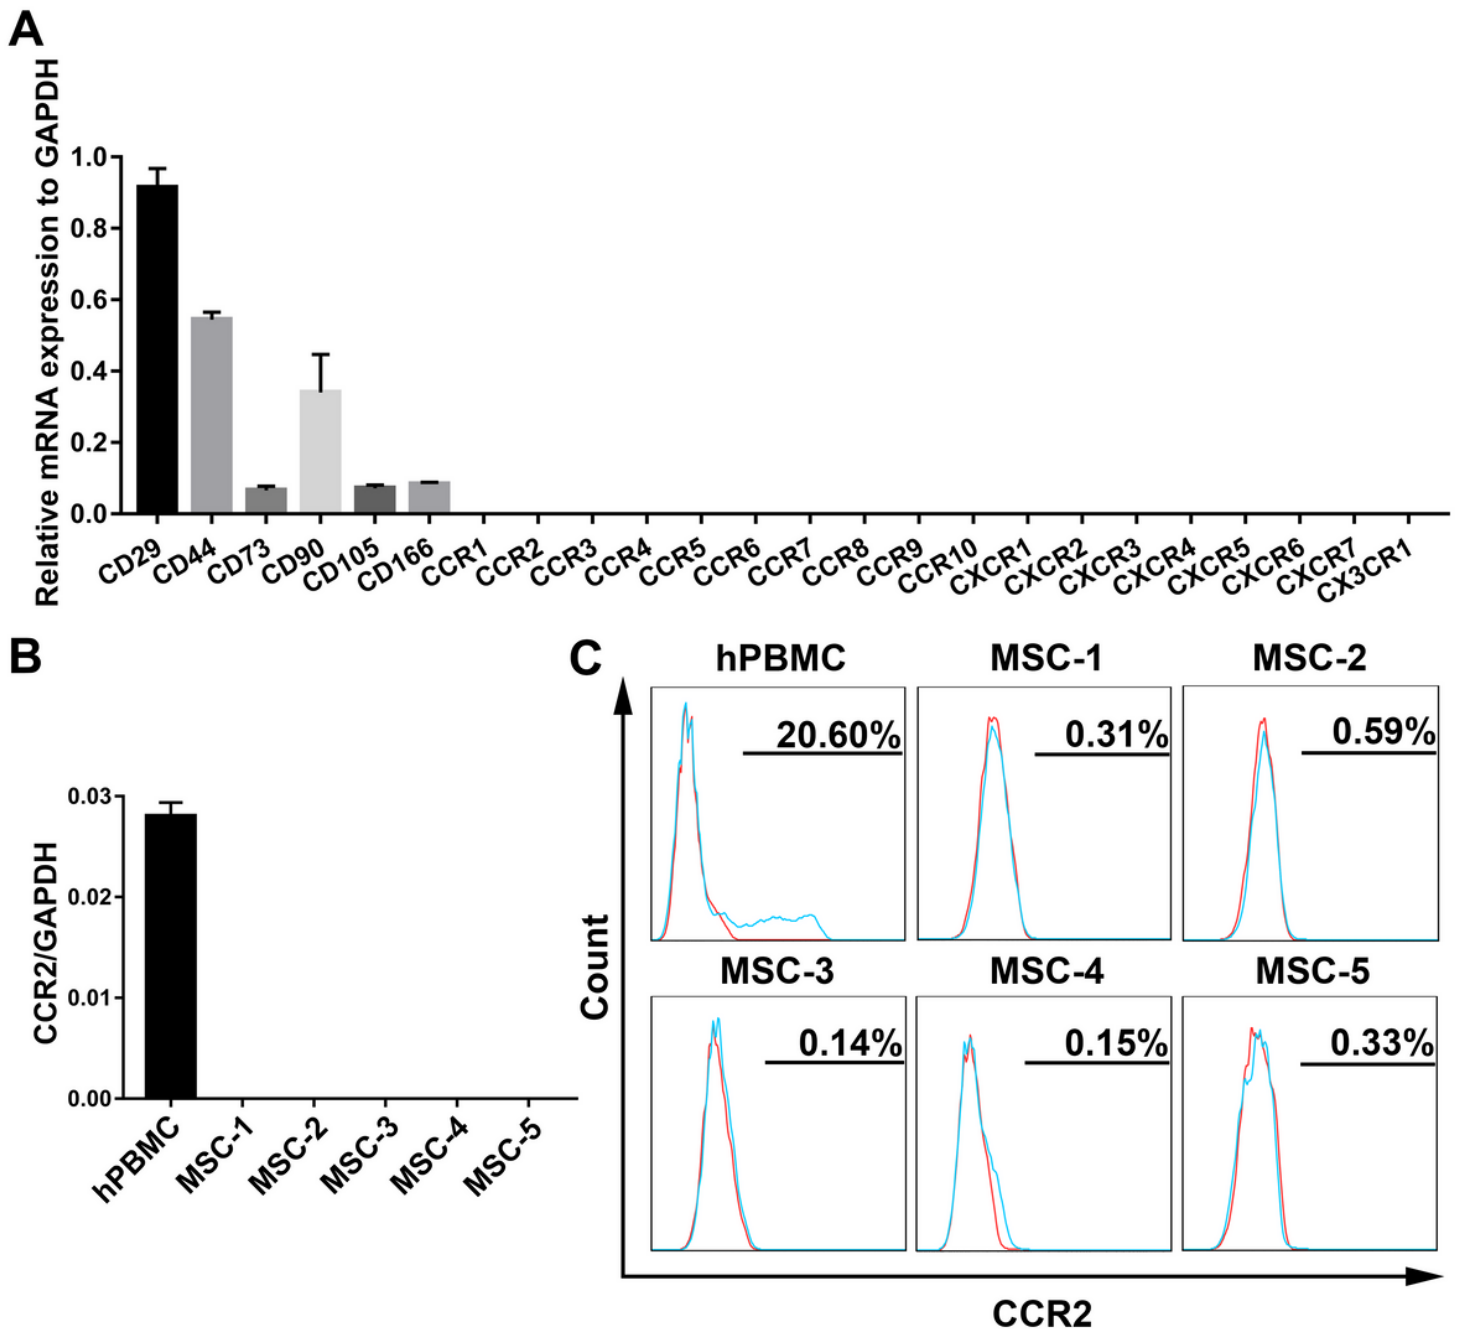 A
Relative mRNA expression to GAPDH
1.0
0.8
0.6
0.4
0.2
0.0
CD29 CD44 CD73 CD90 CD105 CD166 CCR1 CCR2 CCR3 CCR4 CCR5 CCR6 CCR7 CCR8 CCR9 CCR10 CXCR1 CXCR2 CXCR3 CXCR4 CXCR5 CXCR6 CXCR7 CX3CR1
B
CCR2/GAPDH
0.03
0.02
0.01
0.00
hPBMC MSC-1 MSC-2 MSC-3 MSC-4 MSC-5
C
Count
hPBMC MSC-1 MSC-2
20.60% 0.31% 0.59%
MSC-3 MSC-4 MSC-5
0.14% 0.15% 0.33%
CCR2